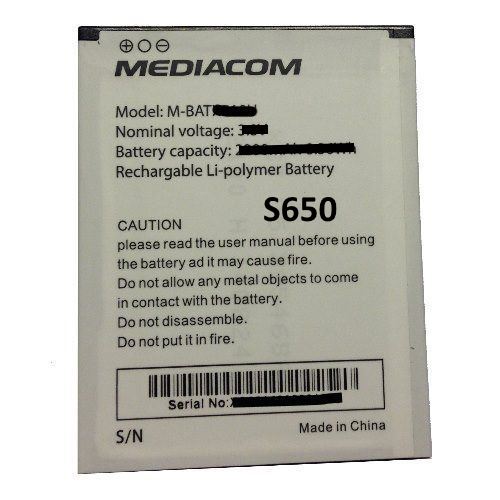 MEDIACOM
Model: M-BAT
Nominal voltage: 3
Battery capacity: 2
Rechargable Li-polymer Battery
S650
CAUTION
please read the user manual before using
the battery ad it may cause fire.
Do not allow any metal objects to come
in contact with the battery.
Do not disassemble.
Do not put it in fire.
Serial No:
S/N
Made in China